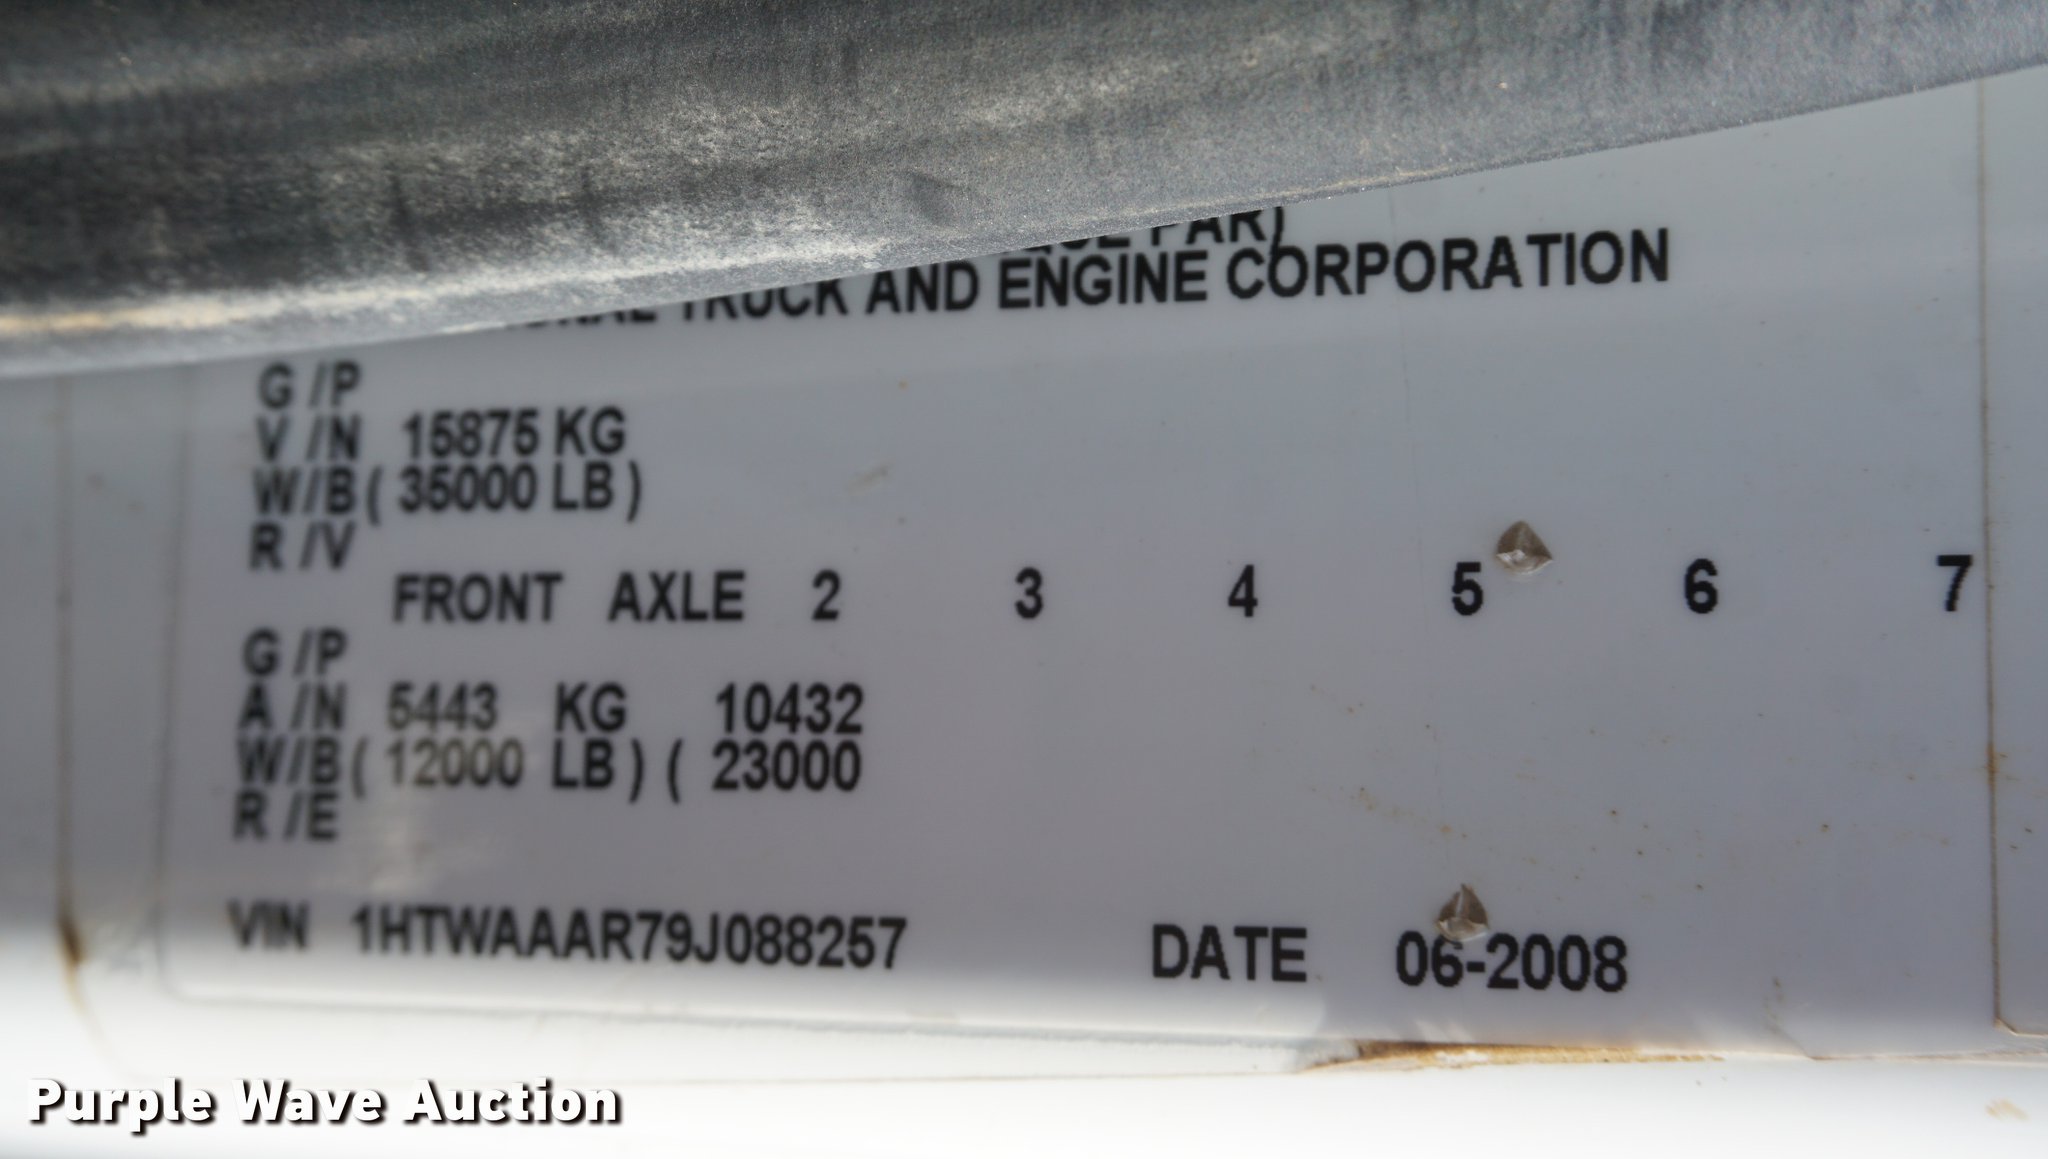 PAR)
TRUCK AND ENGINE CORPORATION
G /P
V /N 15875 KG
W/B ( 35000 LB )
R /V
FRONT AXLE 2 3 4 5 6 7
G /P
A /N 5443 KG 10432
W/B ( 12000 LB ) ( 23000
R /E
VIN 1HTWAAAR79J088257 DATE 06-2008
Purple Wave Auction